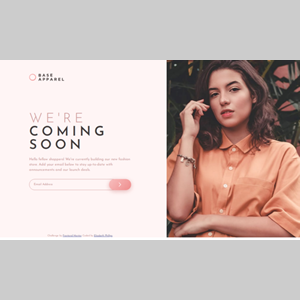 BASE
APPAREL
WE'RE
COMING
SOON
Hello fellow shoppers! We're currently building our new fashion
store. Add your email below to stay up-to-date with
announcements and our launch deals.
Email Address